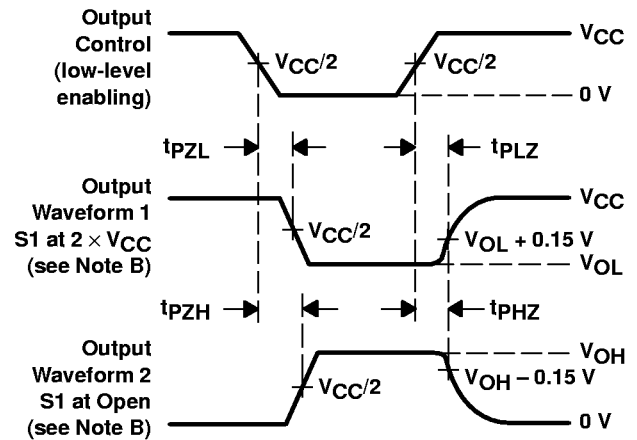 Output
Control
(low-level
enabling)
VCC/2
VCC/2
VCC
0 V
tPZL
tPLZ
Output
Waveform 1
S1 at 2 × VCC
(see Note B)
VCC/2
VCC
VOL + 0.15 V
VOL
tPZH
tPHZ
Output
Waveform 2
S1 at Open
(see Note B)
VCC/2
VOH
VOH – 0.15 V
0 V